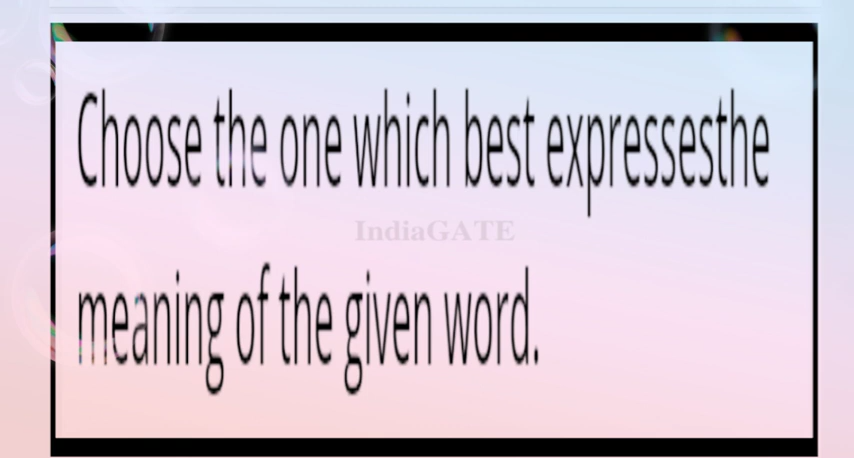 Choose the one which best expressesthe
IndiaGATE
meaning of the given word.